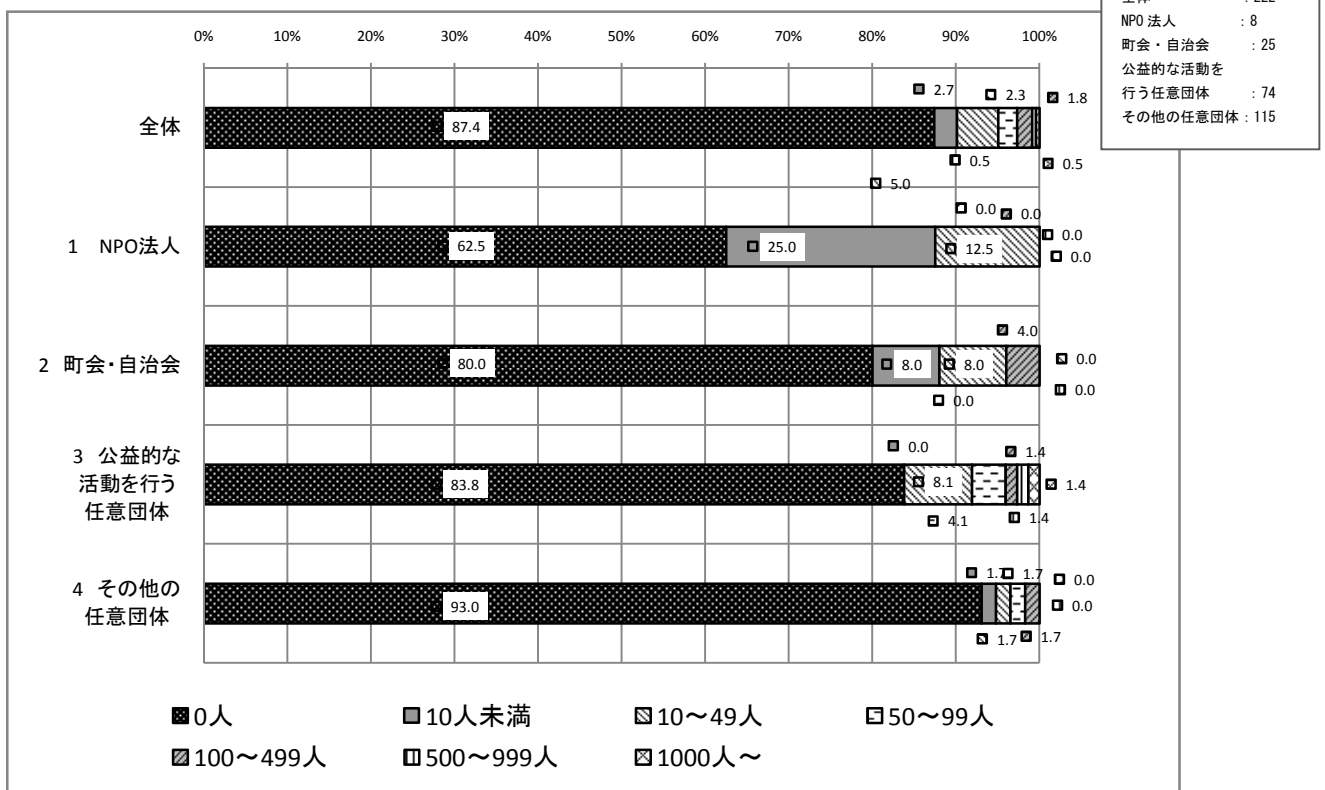 全体 : 222
NPO 法人 : 8
町会・自治会 : 25
公益的な活動を
行う任意団体 : 74
その他の任意団体 : 115
0% 10% 20% 30% 40% 50% 60% 70% 80% 90% 100%
2.7 2.3 1.8
全体 87.4
0.5 0.5
5.0
0.0 0.0
1 NPO法人 62.5 25.0 12.5 0.0
0.0
4.0
2 町会・自治会 80.0 8.0 8.0 0.0
0.0 0.0
0.0 1.4
3 公益的な
活動を行う
任意団体
83.8 8.1 1.4
4.1 1.4
1.7 1.7 0.0
4 その他の
任意団体
93.0 0.0
1.7 1.7
0人 10人未満 10～49人 50～99人
100～499人 500～999人 1000人～